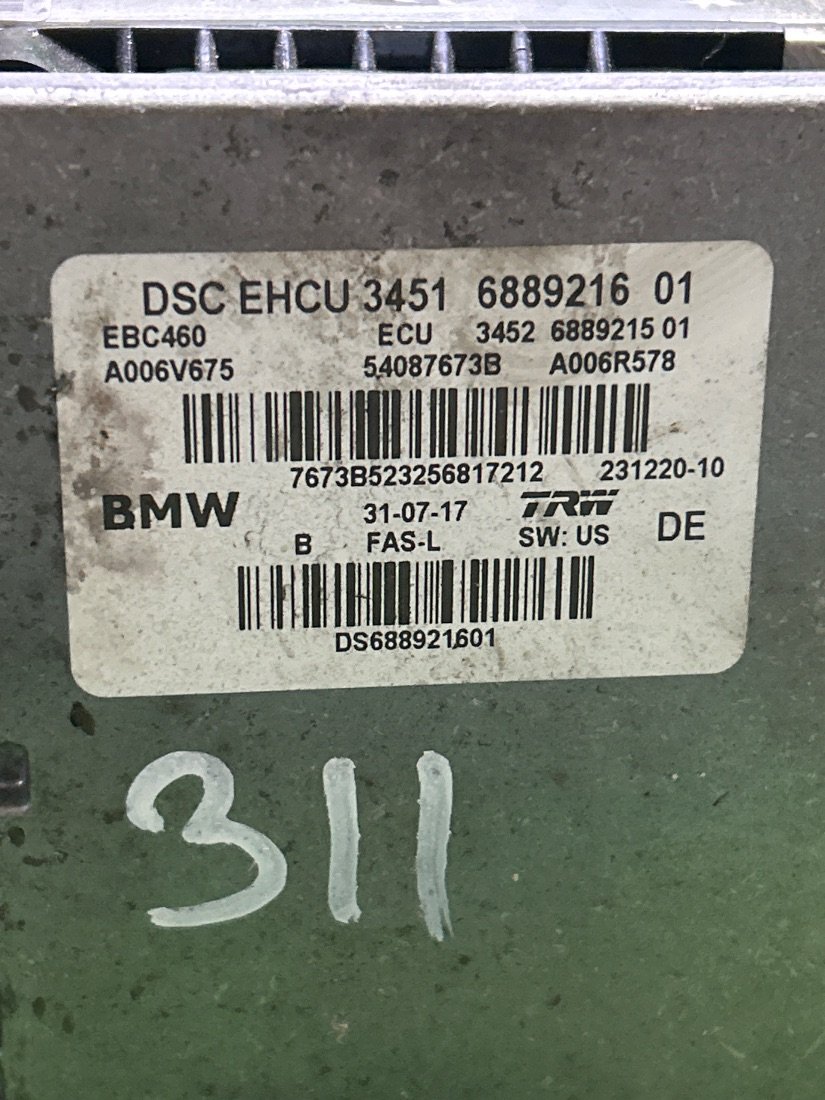 DSC EHCU 3451 6889216 01
EBC460 ECU 3452 6889215 01
A006V675 54087673B A006R578
7673B523256817212 231220-10
BMW 31-07-17 TRW
B FAS-L SW: US DE
DS688921601
311